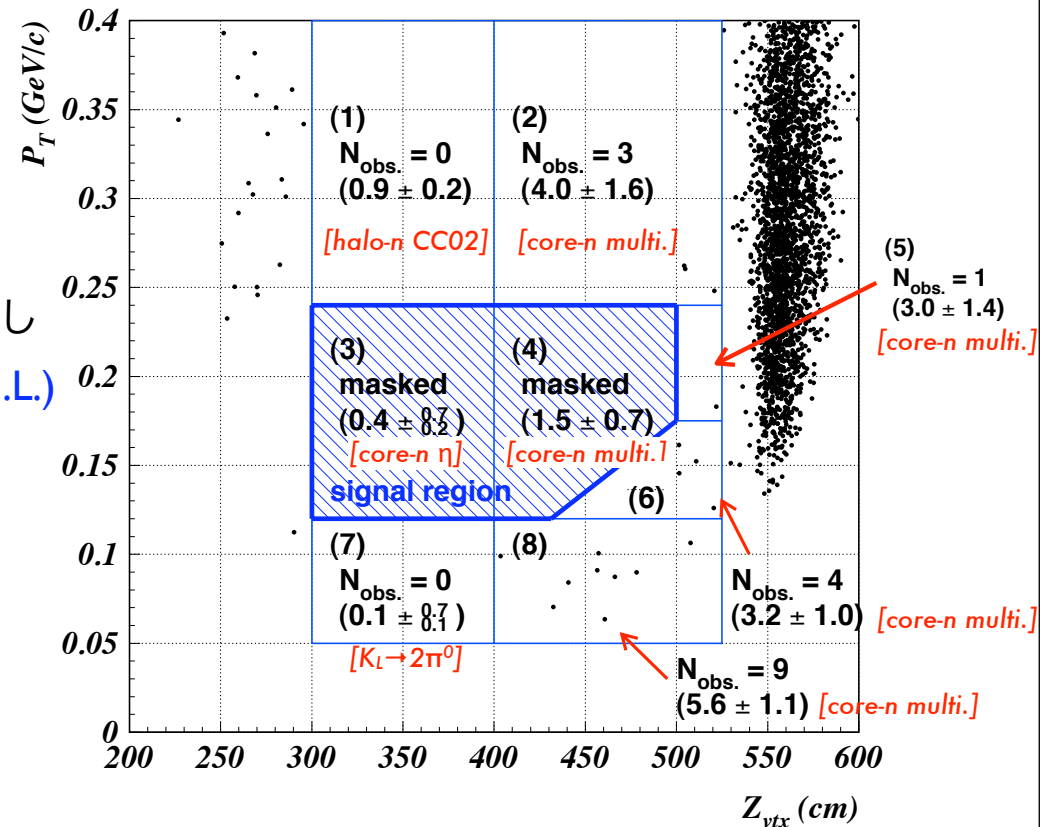 P_T (GeV/c)
0.4
0.35
0.3
0.25
0.2
0.15
0.1
0.05
0
200 250 300 350 400 450 500 550 600
Z_vtx (cm)
し
.L.)
(1)
N_obs. = 0
(0.9 ± 0.2)
[halo-n CC02]
(2)
N_obs. = 3
(4.0 ± 1.6)
[core-n multi.]
(5)
N_obs. = 1
(3.0 ± 1.4)
[core-n multi.]
(3)
masked
(0.4 ± 0.7 0.2)
[core-n η]
(4)
masked
(1.5 ± 0.7)
[core-n multi.]
signal region
(6)
N_obs. = 4
(3.2 ± 1.0) [core-n multi.]
(7)
N_obs. = 0
(0.1 ± 0.7 0.1)
[K_L→2π⁰]
(8)
N_obs. = 9
(5.6 ± 1.1) [core-n multi.]